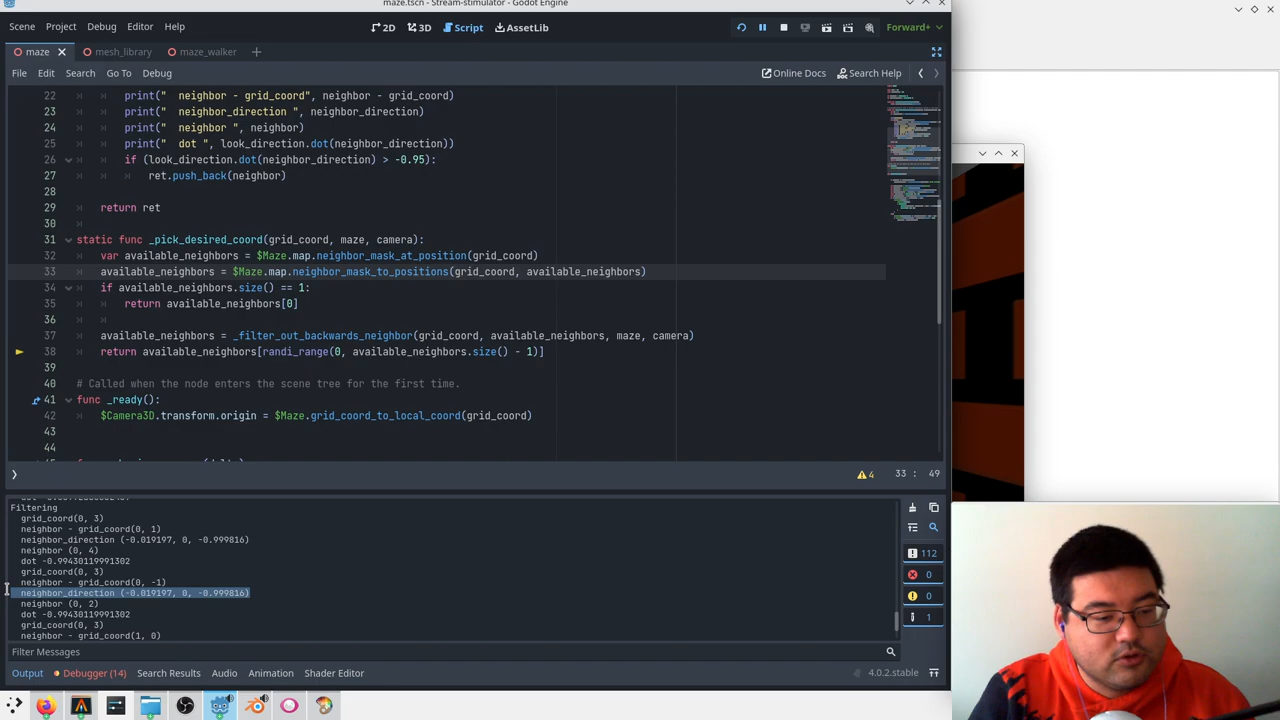 maze.tscn - Stream-stimulator - Godot Engine
Scene Project Debug Editor Help
2D 3D Script AssetLib
Forward+
maze mesh_library maze_walker
File Edit Search Go To Debug
Online Docs Search Help
22 print("  neighbor - grid_coord", neighbor - grid_coord)
23 print("  neighbor_direction ", neighbor_direction)
24 print("  neighbor ", neighbor)
25 print("  dot ", look_direction.dot(neighbor_direction))
26 if (look_direction.dot(neighbor_direction) > -0.95):
27 ret.push_back(neighbor)
28
29 return ret
30
31 static func _pick_desired_coord(grid_coord, maze, camera):
32 var available_neighbors = $Maze.map.neighbor_mask_at_position(grid_coord)
33 available_neighbors = $Maze.map.neighbor_mask_to_positions(grid_coord, available_neighbors)
34 if available_neighbors.size() == 1:
35 return available_neighbors[0]
36
37 available_neighbors = _filter_out_backwards_neighbor(grid_coord, available_neighbors, maze, camera)
38 return available_neighbors[randi_range(0, available_neighbors.size() - 1)]
39
40 # Called when the node enters the scene tree for the first time.
41 func _ready():
42 $Camera3D.transform.origin = $Maze.grid_coord_to_local_coord(grid_coord)
43
44
4 33 : 49
Filtering
grid_coord(0, 3)
neighbor - grid_coord(0, 1)
neighbor_direction (-0.019197, 0, -0.999816)
neighbor (0, 4)
dot -0.99430119991302
grid_coord(0, 3)
neighbor - grid_coord(0, -1)
neighbor_direction (-0.019197, 0, -0.999816)
neighbor (0, 2)
dot -0.99430119991302
grid_coord(0, 3)
neighbor - grid_coord(1, 0)
112
0
0
1
Filter Messages
Output Debugger (14) Search Results Audio Animation Shader Editor
4.0.2.stable